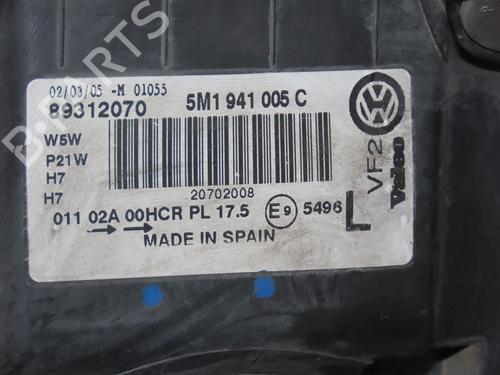 B-PARTS
02/03/05 -M 01055
89312070
5M1 941 005 C
W5W
P21W
H7
H7
20702008
011 02A 00HCR PL 17.5 E9 5496 L
VF2
Valeo
MADE IN SPAIN